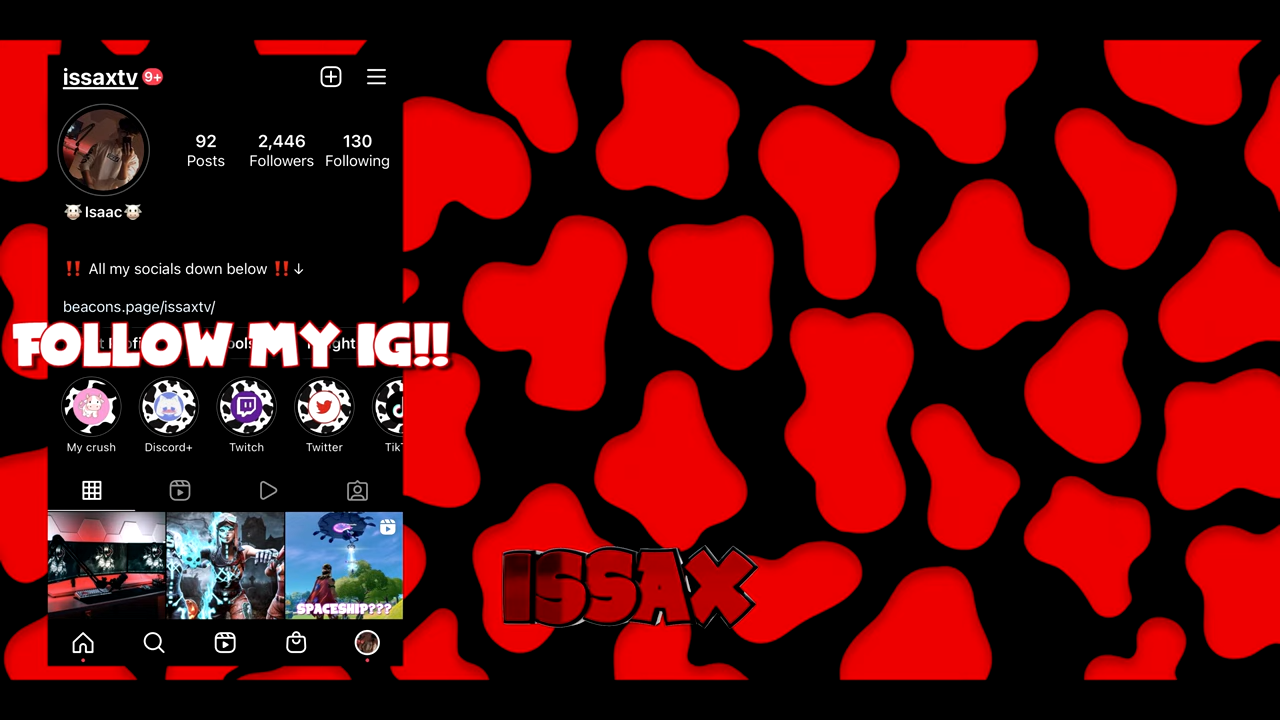 issaxtv 9+
92 2,446 130
Posts Followers Following
🐮 Isaac 🐮
‼️ All my socials down below ‼️↓
beacons.page/issaxtv/
FOLLOW MY IG!!
My crush Discord+ Twitch Twitter Tik
SPACESHIP???
ISSAX